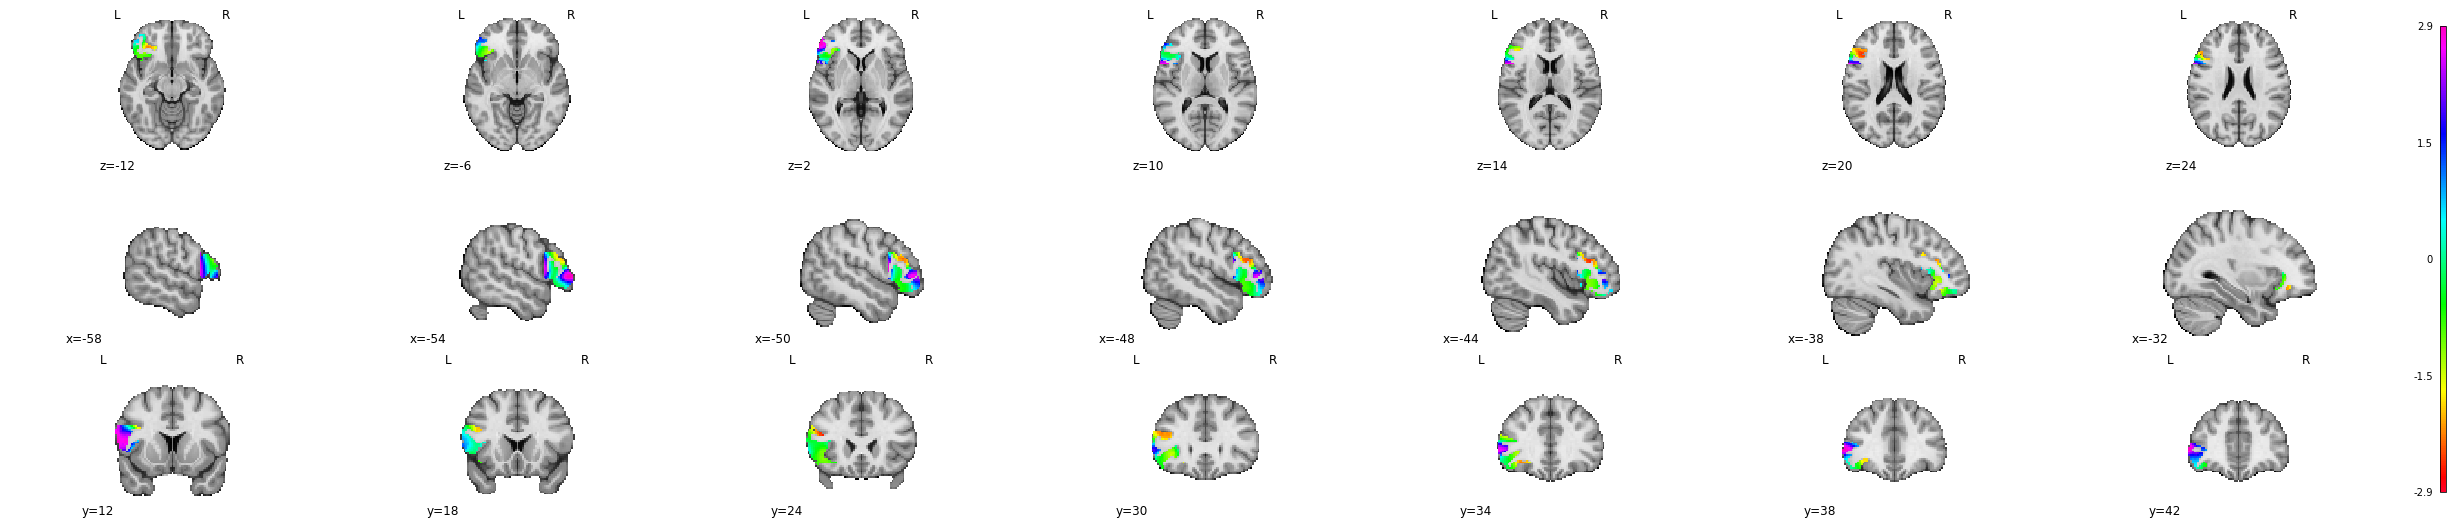 L R L R L R L R L R L R L R
2.9
1.5
0
-1.5
-2.9
z=-12 z=-6 z=2 z=10 z=14 z=20 z=24
x=-58 x=-54 x=-50 x=-48 x=-44 x=-38 x=-32
L R L R L R L R L R L R L R
y=12 y=18 y=24 y=30 y=34 y=38 y=42